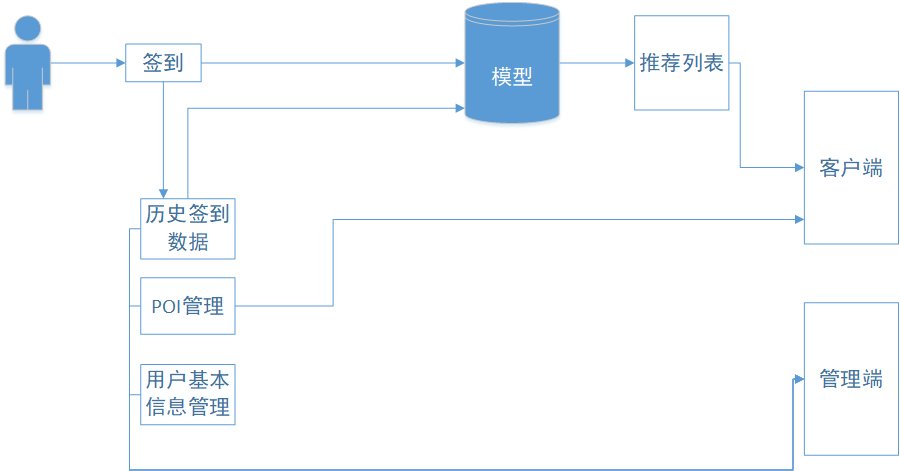 签到
模型
推荐列表
客户端
历史签到
数据
POI管理
用户基本
信息管理
管理端